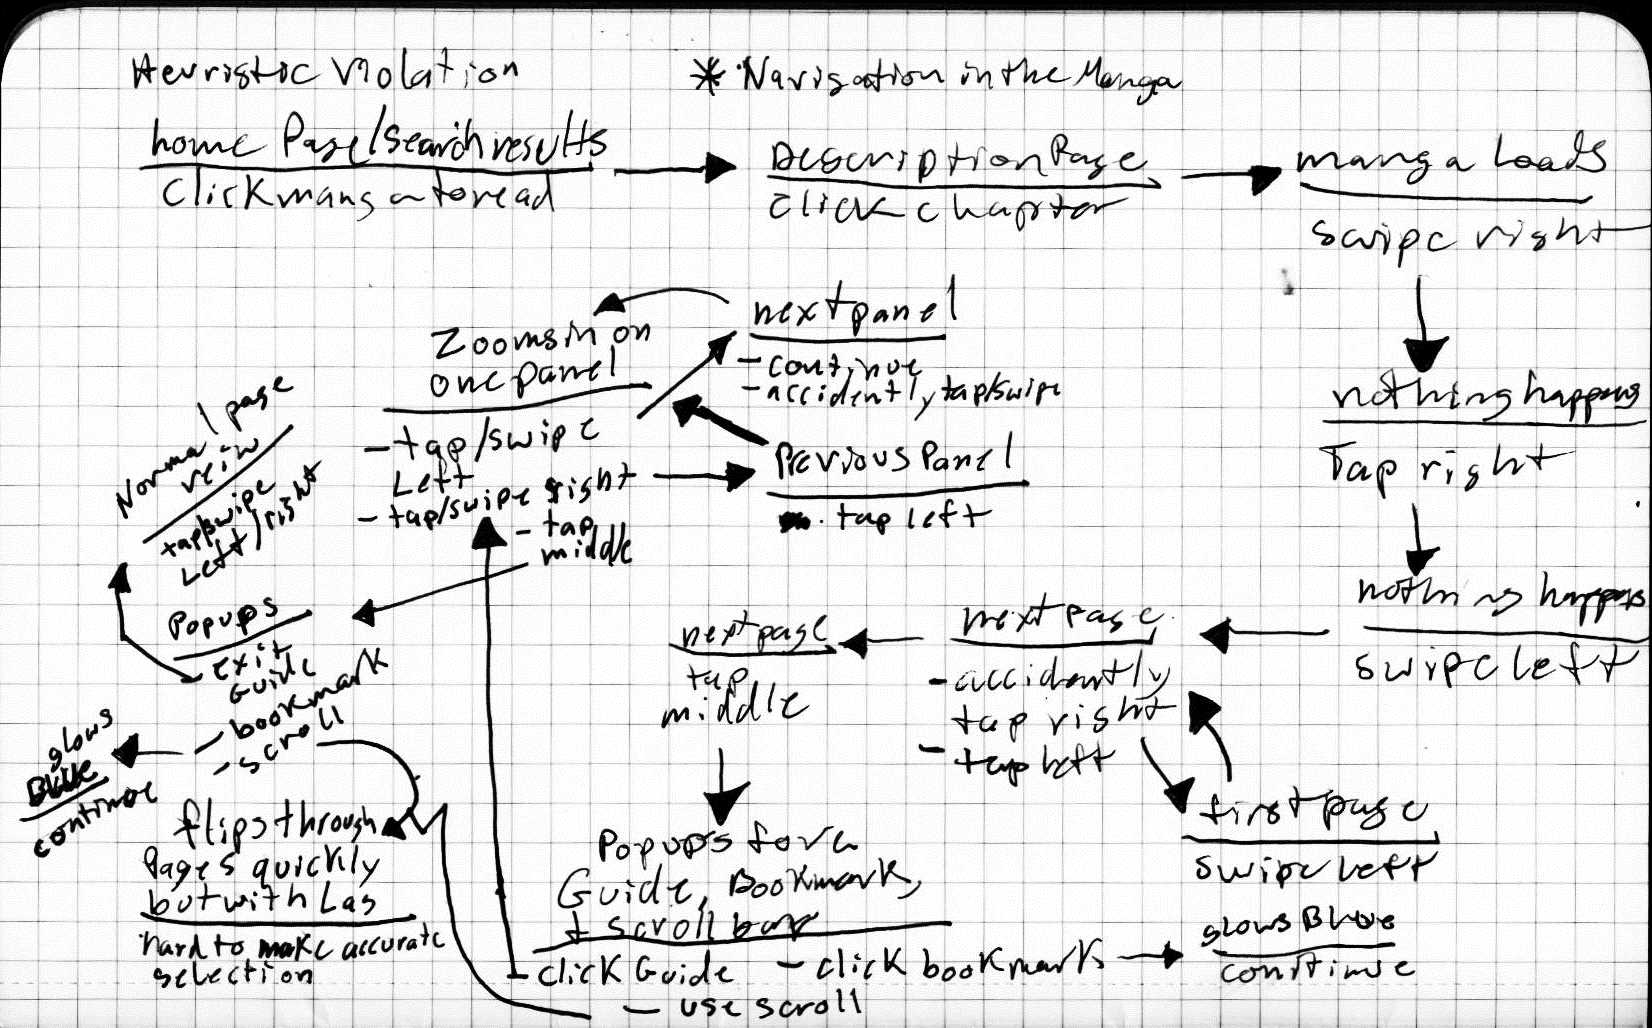 Heuristic Violation
* Navigation in the Manga
home Page/Search results
Click manga to read
Description Page
click chapter
manga loads
swipe right
nothing happens
Tap right
nothing happens
swipe left
next page
- accidently
tap right
- tap left
first page
swipe left
next page
tap
middle
Popups for a
Guide, Bookmark,
+ scroll bar
- click Guide
- click bookmarks
- use scroll
glows Blue
continue
Zooms in on
one panel
- tap/swipe
Left
- tap/swipe right
- tap
middle
next panel
- continue
- accidently tap/swipe
Previous Panel
tap left
Popups
- exit
Guide
- bookmark
- scroll
Normal page
veiw
tap/swipe
Left/right
glows
Blue
continue
flips through
Pages quickly
but with Lag
hard to make accurate
selection